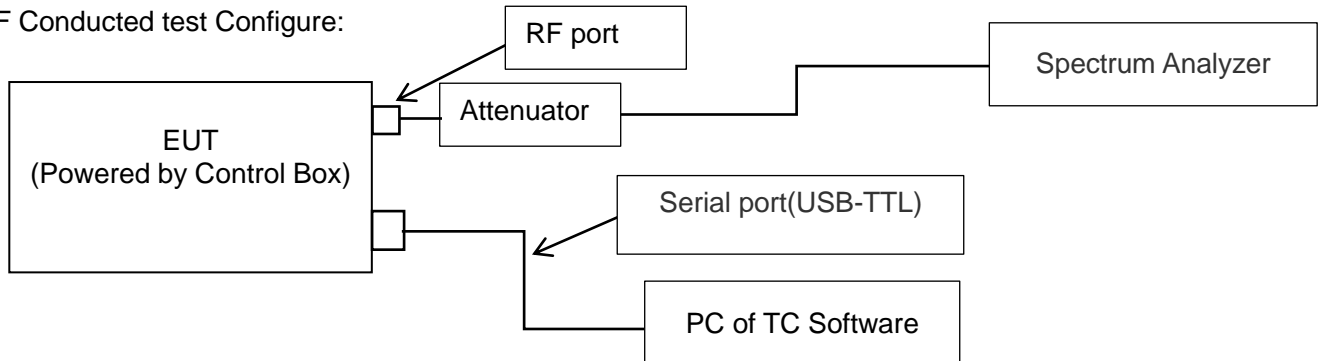 F Conducted test Configure:
RF port
Spectrum Analyzer
Attenuator
EUT
(Powered by Control Box)
Serial port(USB-TTL)
PC of TC Software